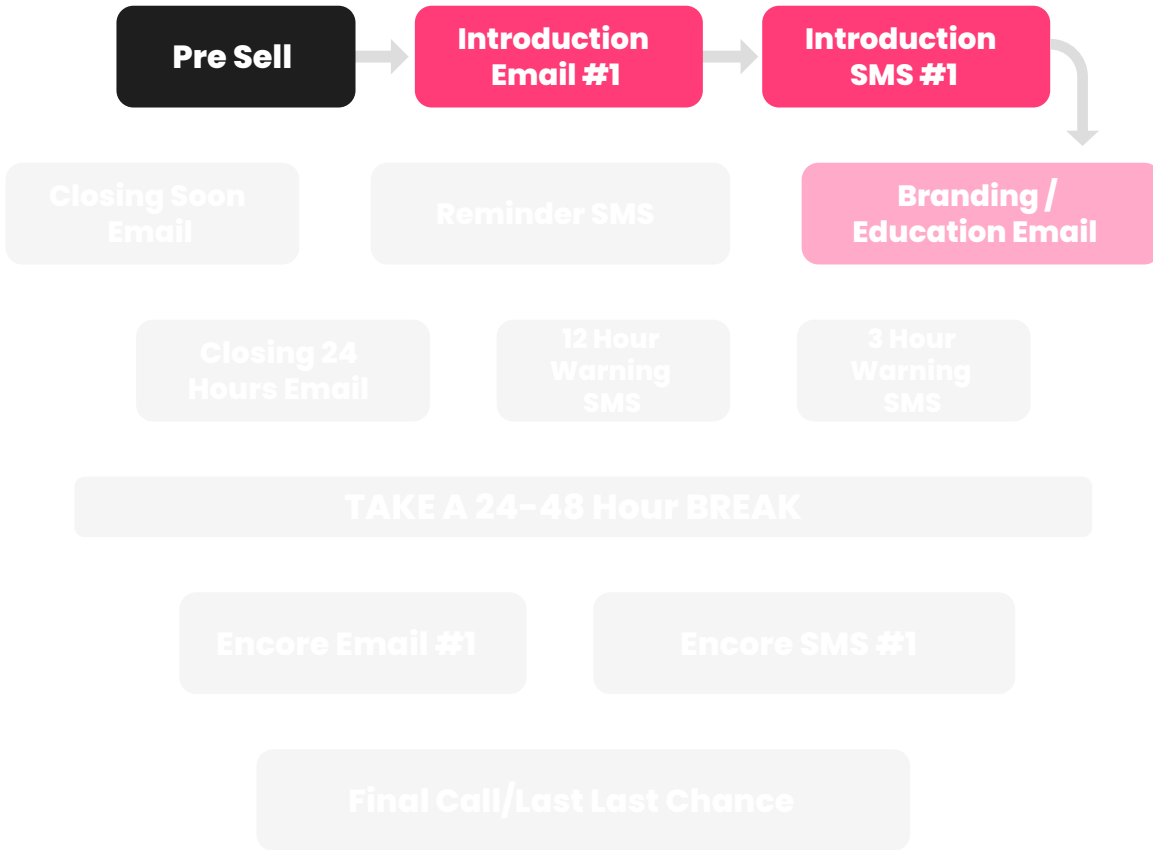 Pre Sell
Introduction
Email #1
Introduction
SMS #1
Closing Soon
Email
Reminder SMS
Branding /
Education Email
Closing 24
Hours Email
12 Hour
Warning
SMS
3 Hour
Warning
SMS
TAKE A 24-48 Hour BREAK
Encore Email #1
Encore SMS #1
Final Call/Last Last Chance